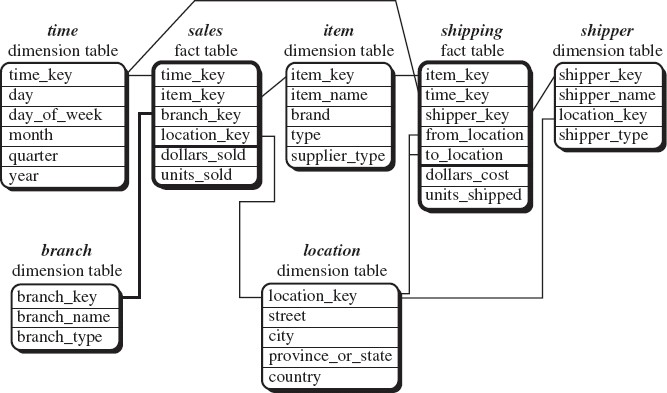 time
dimension table
time_key
day
day_of_week
month
quarter
year
sales
fact table
time_key
item_key
branch_key
location_key
dollars_sold
units_sold
item
dimension table
item_key
item_name
brand
type
supplier_type
shipping
fact table
item_key
time_key
shipper_key
from_location
to_location
dollars_cost
units_shipped
shipper
dimension table
shipper_key
shipper_name
location_key
shipper_type
branch
dimension table
branch_key
branch_name
branch_type
location
dimension table
location_key
street
city
province_or_state
country